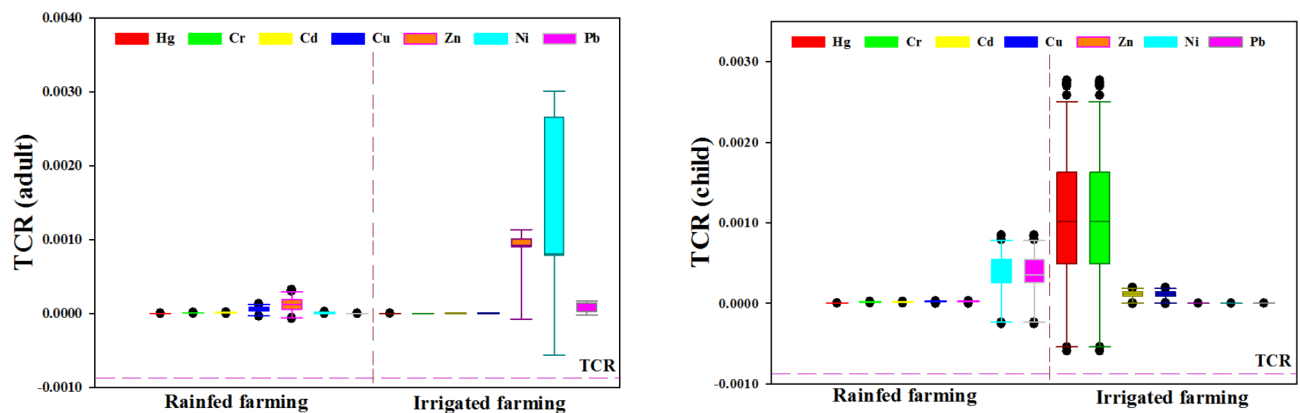 0.0040
Hg Cr Cd Cu Zn Ni Pb
0.0030
0.0020
0.0010
0.0000
-0.0010
TCR (adult)
TCR
Rainfed farming Irrigated farming
Hg Cr Cd Cu Zn Ni Pb
0.0030
0.0020
0.0010
0.0000
-0.0010
TCR (child)
TCR
Rainfed farming Irrigated farming